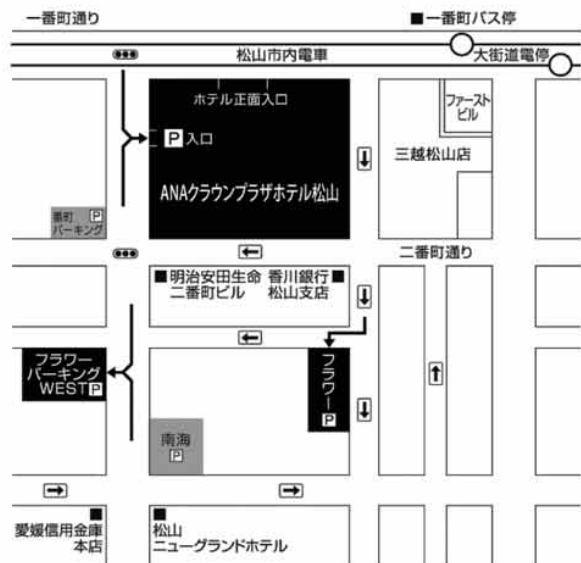 一番町通り
■一番町バス停
松山市内電車
大街道電停
ホテル正面入口
ファースト
ビル
P入口
三越松山店
ANAクラウンプラザホテル松山
番町 P
パーキング
二番町通り
■明治安田生命
二番町ビル
香川銀行■
松山支店
フラワー
パーキング
WEST P
フラワー
P
南海
P
■
愛媛信用金庫
本店
■
松山
ニューグランドホテル